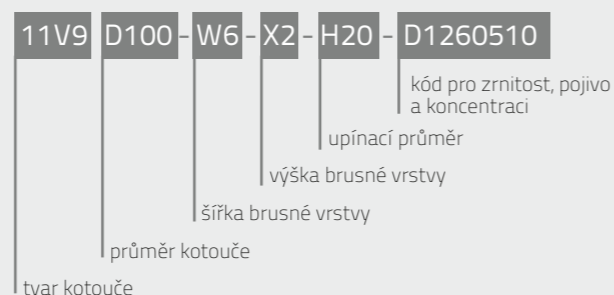 11V9 D100-W6-X2-H20-D1260510
kód pro zrnitost, pojivo
a koncentraci
upínací průměr
výška brusné vrstvy
šířka brusné vrstvy
průměr kotouče
tvar kotouče